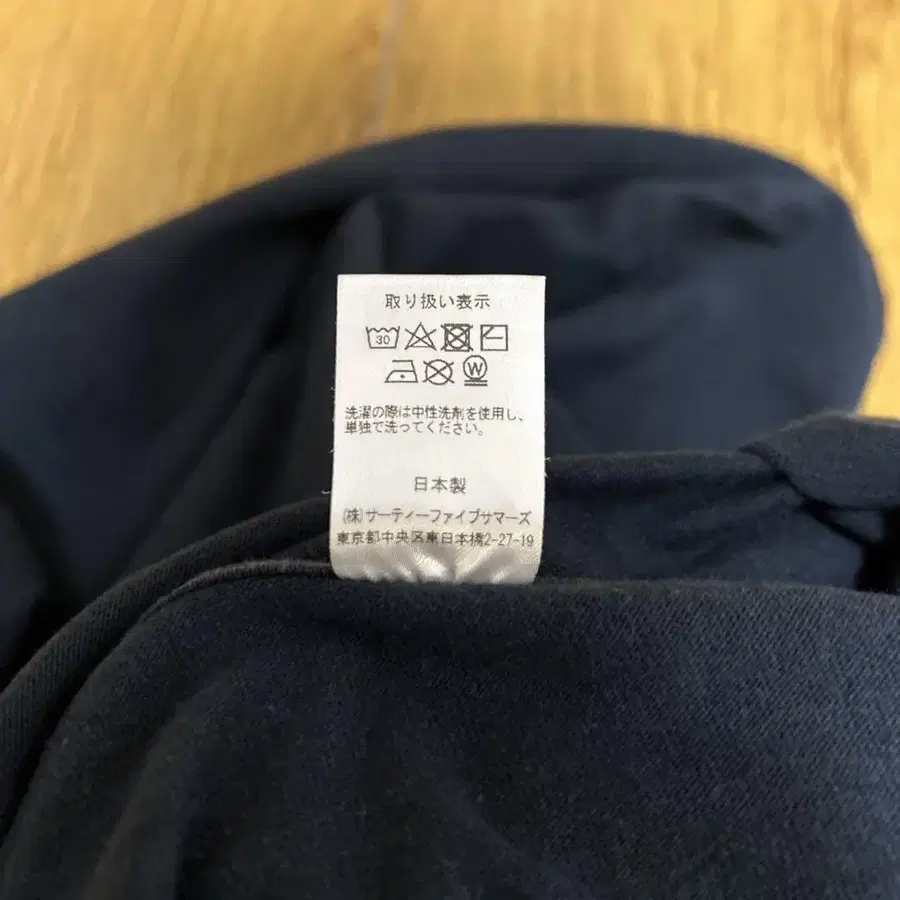 取り扱い表示
30
W
洗濯の際は中性洗剤を使用し、
単独で洗ってください。
日本製
(株)サーティーファイブサマーズ
東京都中央区東日本橋2-27-19